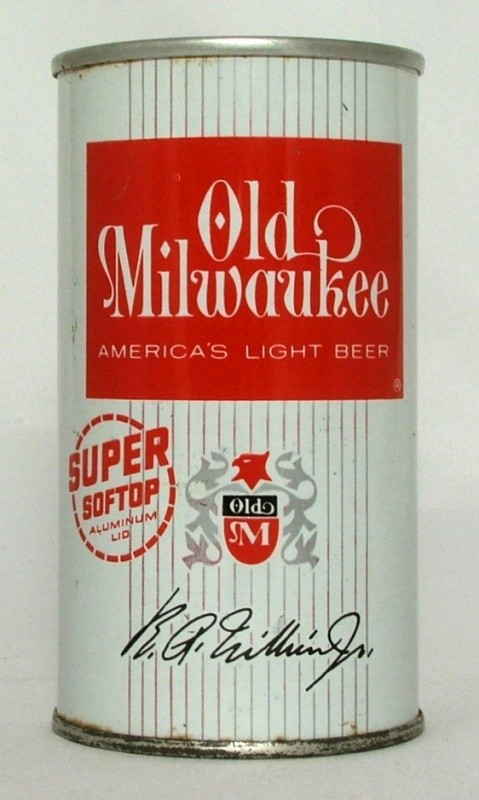 Old
Milwaukee
AMERICA'S LIGHT BEER
®
SUPER
SOFTOP
ALUMINUM
LID
Old
M